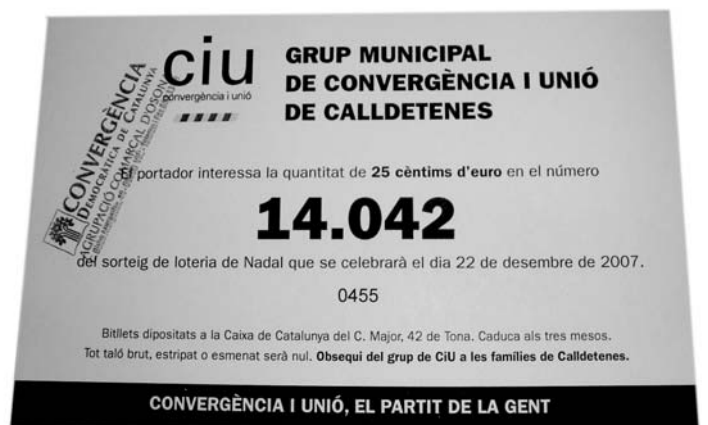 ciu
convergència i unió
GRUP MUNICIPAL
DE CONVERGÈNCIA I UNIÓ
DE CALLDETENES
CONVERGÈNCIA
DEMOCRÀTICA DE CATALUNYA
AGRUPACIÓ COMARCAL D'OSONA
El portador interessa la quantitat de 25 cèntims d'euro en el número
14.042
del sorteig de loteria de Nadal que se celebrarà el dia 22 de desembre de 2007.
0455
Bitllets dipositats a la Caixa de Catalunya del C. Major, 42 de Tona. Caduca als tres mesos.
Tot taló brut, estripat o esmenat serà nul. Obsequi del grup de CiU a les famílies de Calldetenes.
CONVERGÈNCIA I UNIÓ, EL PARTIT DE LA GENT